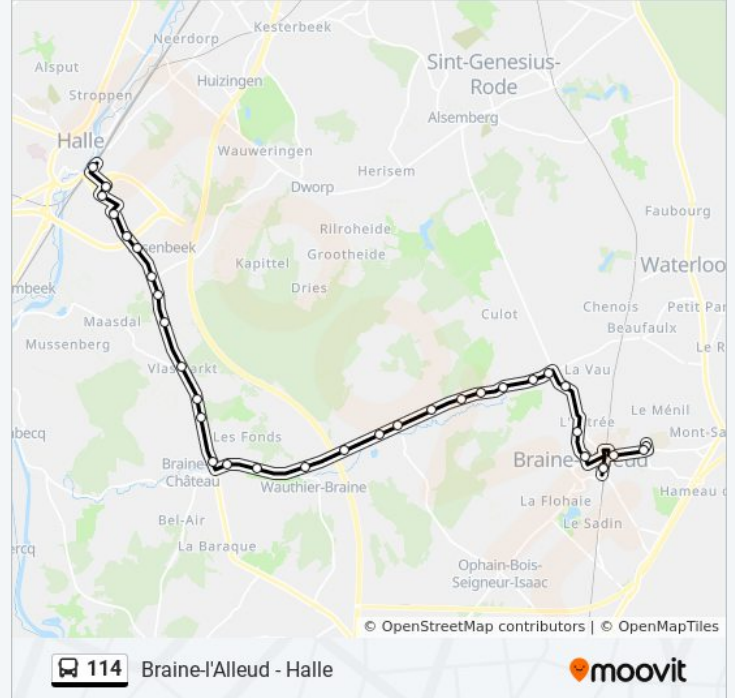 Kesterbeek
Neerdorp
Alsput
Sint-Genesius-
Rode
Huizingen
Stroppen
Alsemberg
Halle
Wauweringen
Herisem
Dworp
Faubourg
Rilroheide
senbeek
Grootheide
Kapittel
Waterloo
mbeek
Dries
Chenois
Petit Par
Culot
Maasdal
Beaufaulx
Mussenberg
Le R
Vlasmarkt
La Vau
Le Ménil
L'Entrée
becq
Les Fonds
Mont-Sa
Braine-
Château
Braine-l'Alleud
Wauthier-Braine
Hameau d
La Flohaie
Bel-Air
Le Sadin
ercq
La Baraque
Ophain-Bois-
Seigneur-Isaac
© OpenStreetMap contributors | © OpenMapTiles
114 Braine-l'Alleud - Halle
moovit